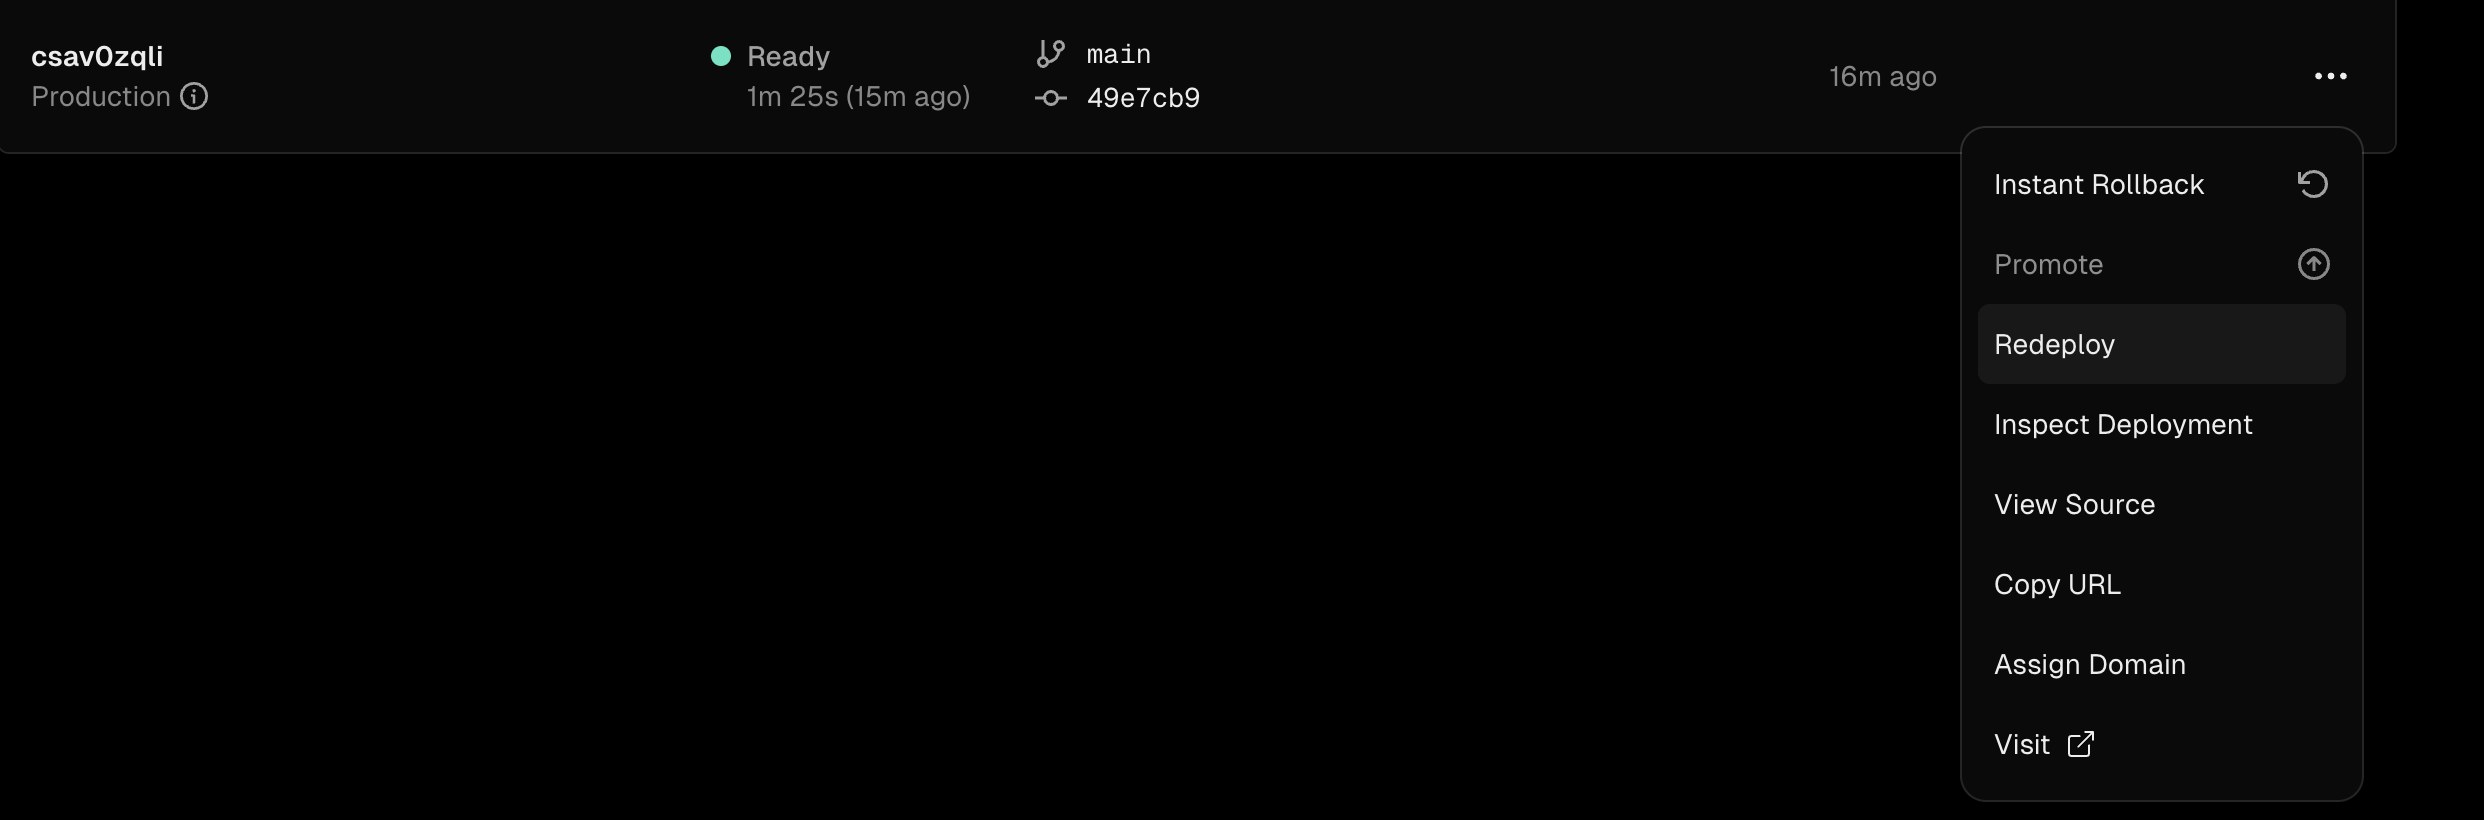 csav0zqli
Production
Ready
1m 25s (15m ago)
main
49e7cb9
16m ago
Instant Rollback
Promote
Redeploy
Inspect Deployment
View Source
Copy URL
Assign Domain
Visit